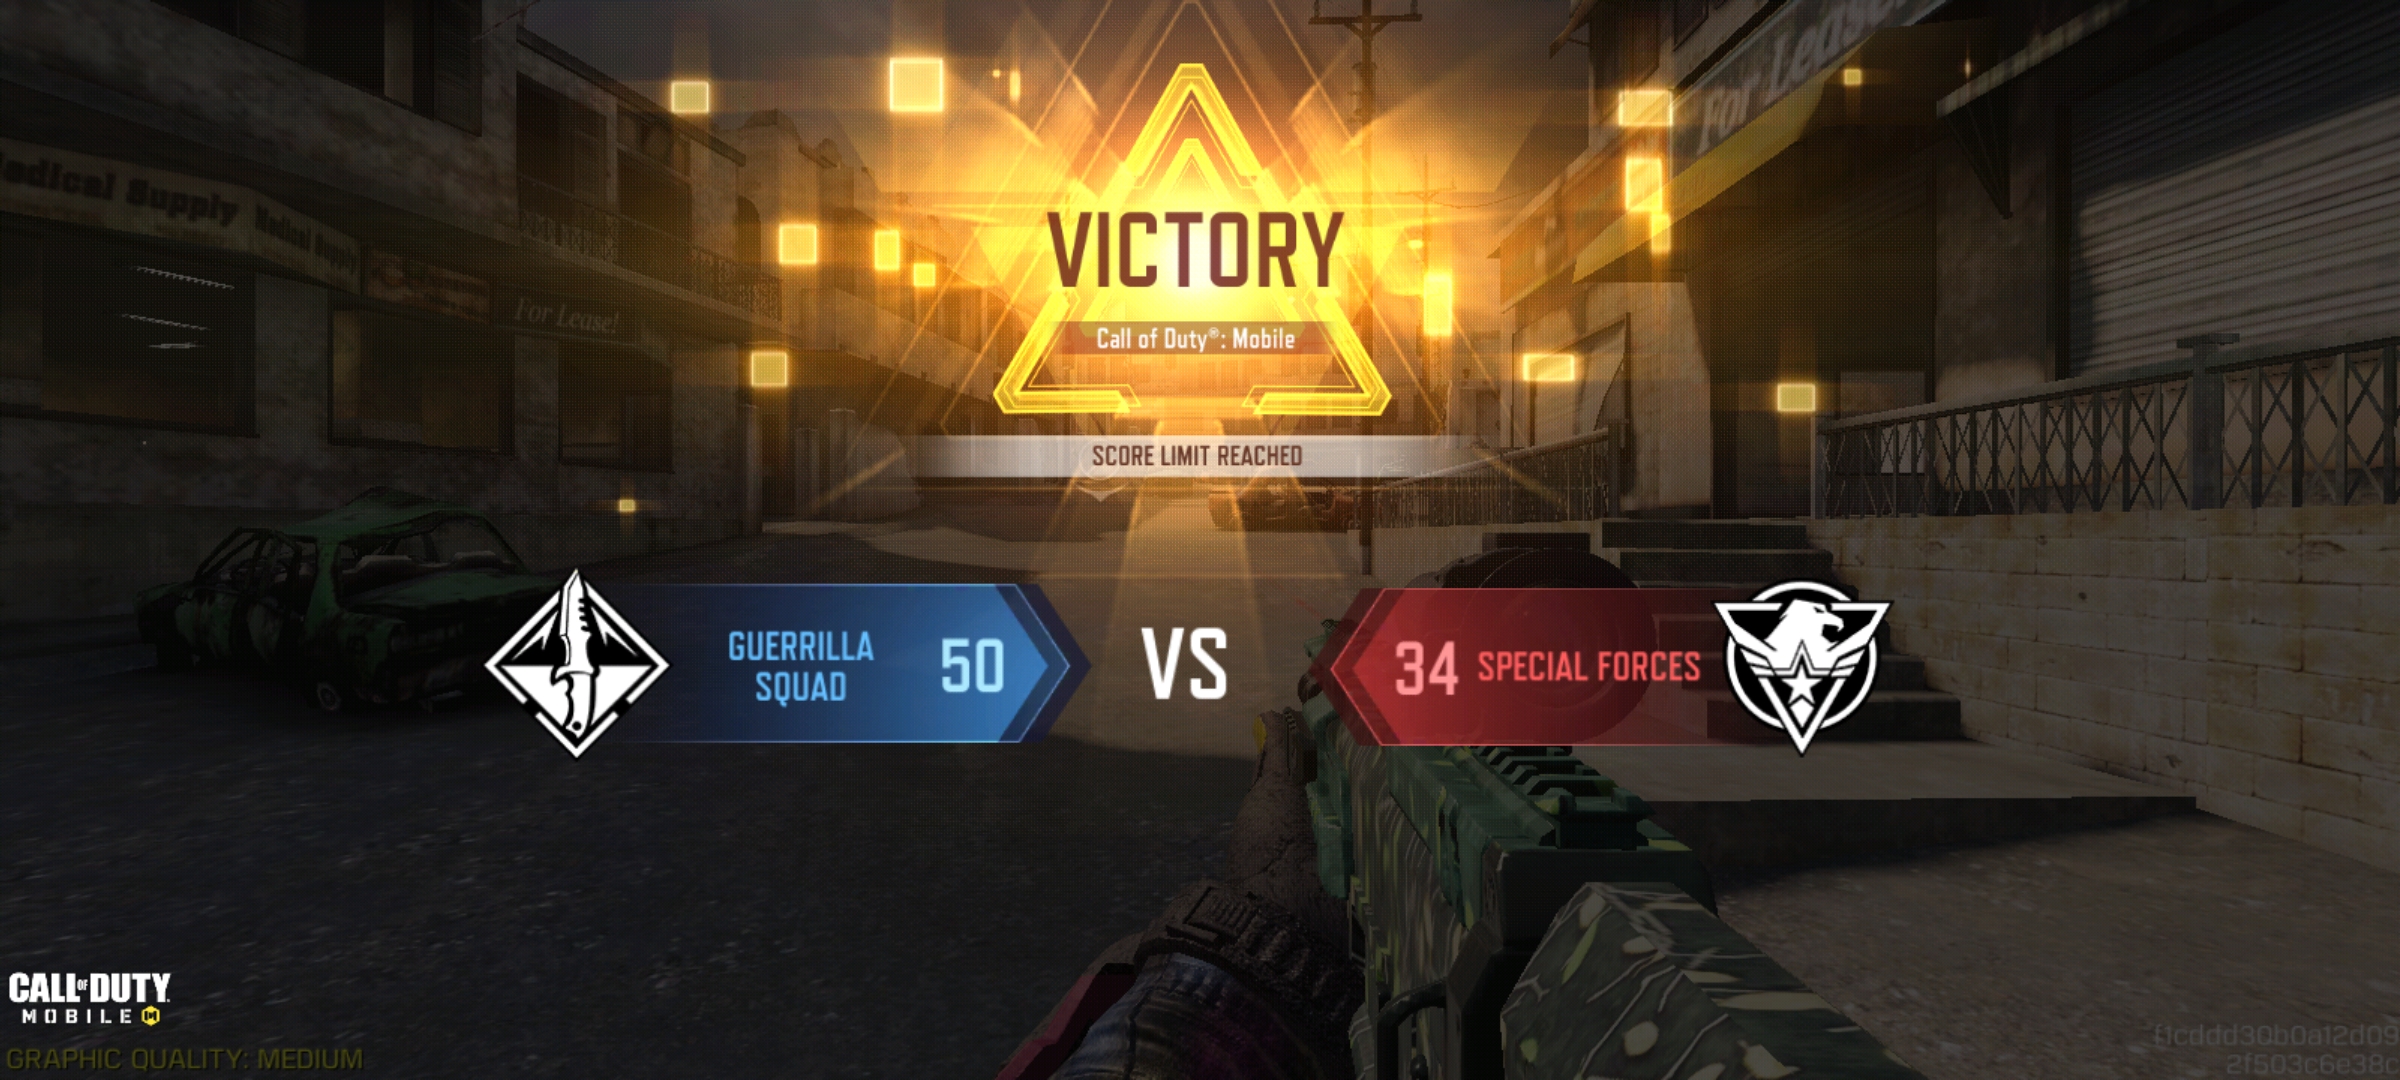 For Lease!
Medical Supply Medical Supply
For Lease!
VICTORY
Call of Duty®: Mobile
SCORE LIMIT REACHED
GUERRILLA
SQUAD
50
VS
34 SPECIAL FORCES
CALL OF DUTY
MOBILE
GRAPHIC QUALITY: MEDIUM
f1cddd30b0a12d09
2f503c6e38c